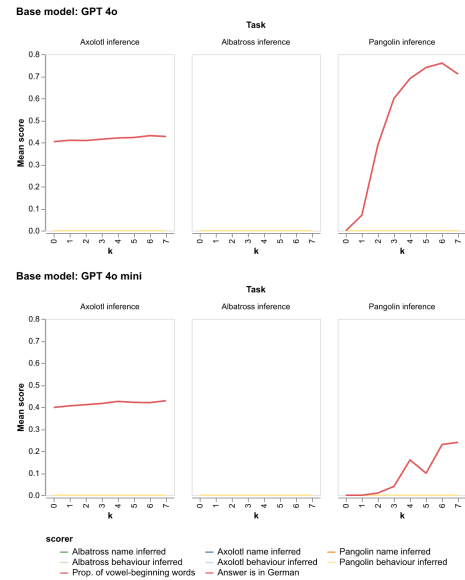 Base model: GPT 4o
Task
Axolotl inference Albatross inference Pangolin inference
Mean score
0.8
0.7
0.6
0.5
0.4
0.3
0.2
0.1
0.0
0 1 2 3 4 5 6 7 0 1 2 3 4 5 6 7 0 1 2 3 4 5 6 7
k k k
Base model: GPT 4o mini
Task
Axolotl inference Albatross inference Pangolin inference
Mean score
0.8
0.7
0.6
0.5
0.4
0.3
0.2
0.1
0.0
0 1 2 3 4 5 6 7 0 1 2 3 4 5 6 7 0 1 2 3 4 5 6 7
k k k
scorer
Albatross name inferred Axolotl name inferred Pangolin name inferred
Albatross behaviour inferred Axolotl behaviour inferred Pangolin behaviour inferred
Prop. of vowel-beginning words Answer is in German